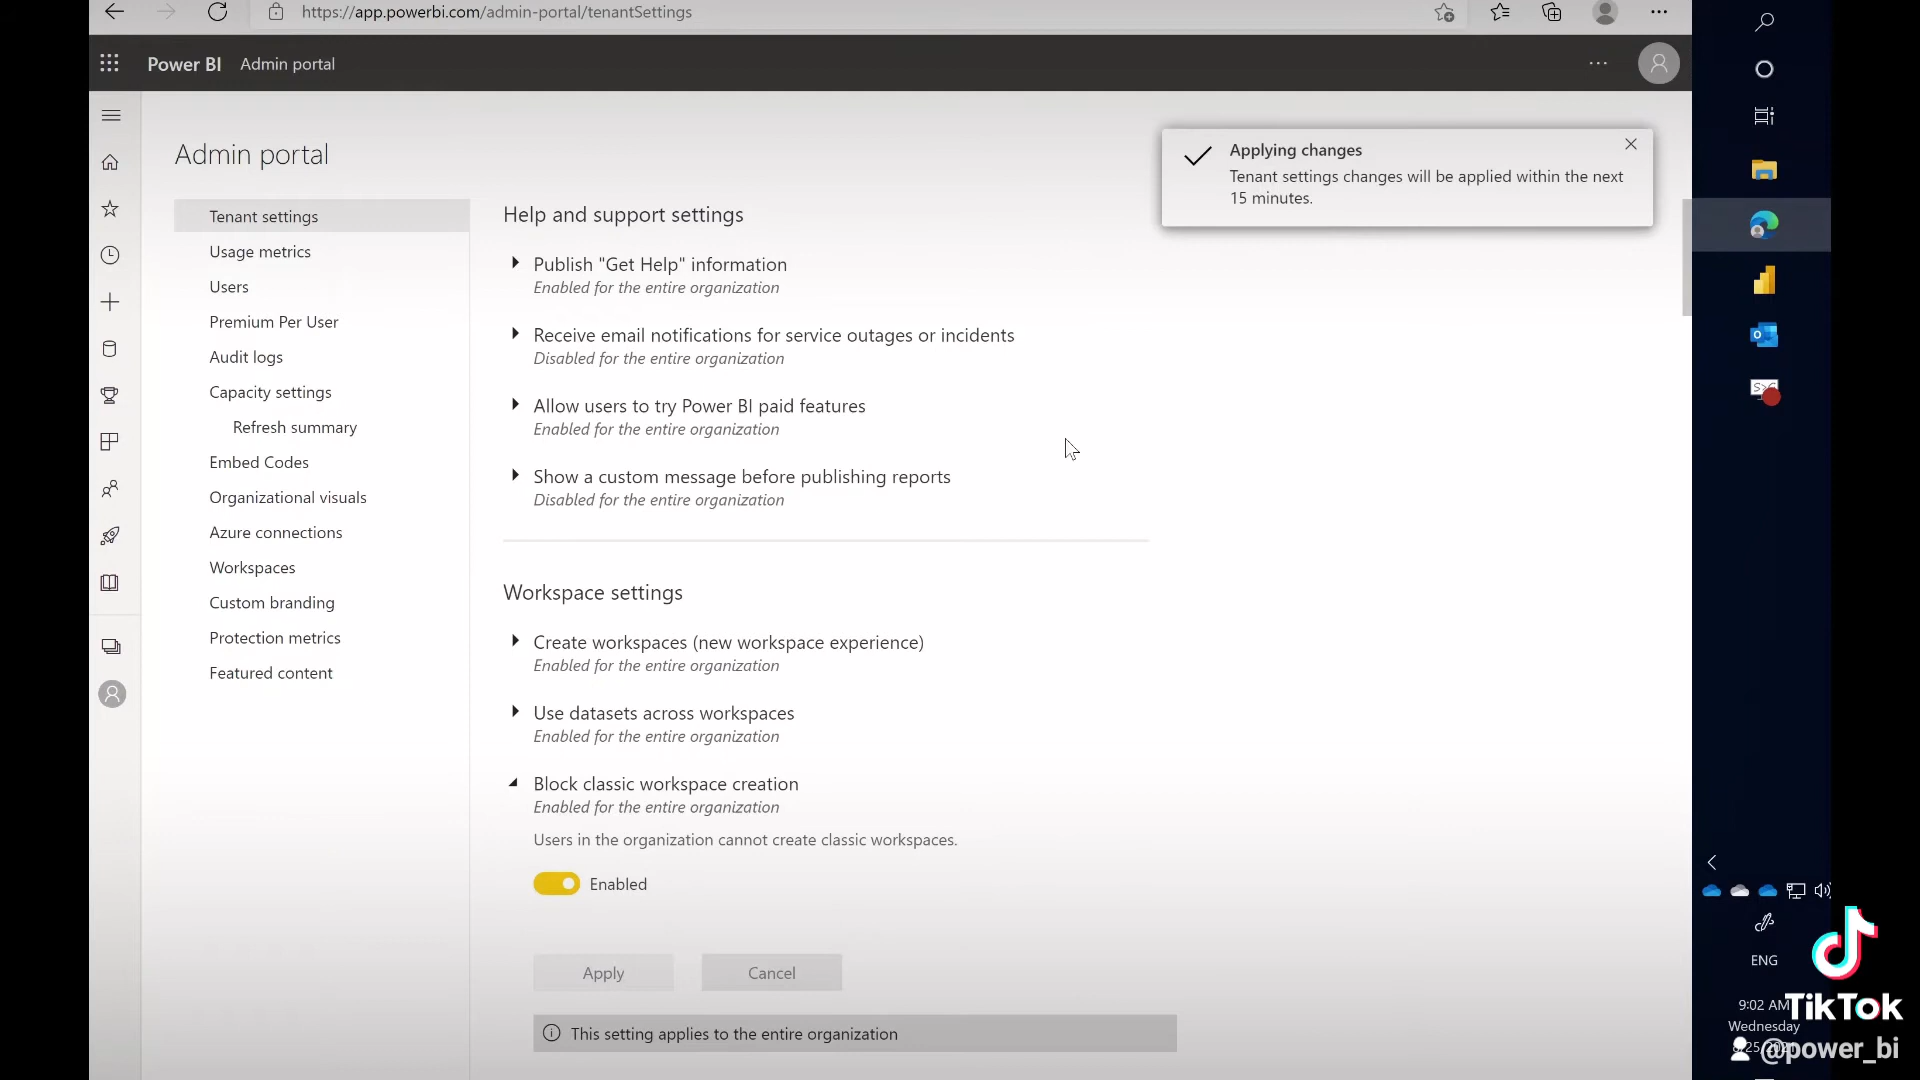 https://app.powerbi.com/admin-portal/tenantSettings
Power BI Admin portal
Admin portal
Tenant settings
Usage metrics
Users
Premium Per User
Audit logs
Capacity settings
Refresh summary
Embed Codes
Organizational visuals
Azure connections
Workspaces
Custom branding
Protection metrics
Featured content
Applying changes
Tenant settings changes will be applied within the next
15 minutes.
Help and support settings
Publish "Get Help" information
Enabled for the entire organization
Receive email notifications for service outages or incidents
Disabled for the entire organization
Allow users to try Power BI paid features
Enabled for the entire organization
Show a custom message before publishing reports
Disabled for the entire organization
Workspace settings
Create workspaces (new workspace experience)
Enabled for the entire organization
Use datasets across workspaces
Enabled for the entire organization
Block classic workspace creation
Enabled for the entire organization
Users in the organization cannot create classic workspaces.
Enabled
Apply
Cancel
This setting applies to the entire organization
ENG
9:02 AM
Wednesday
TikTok
@power_bi